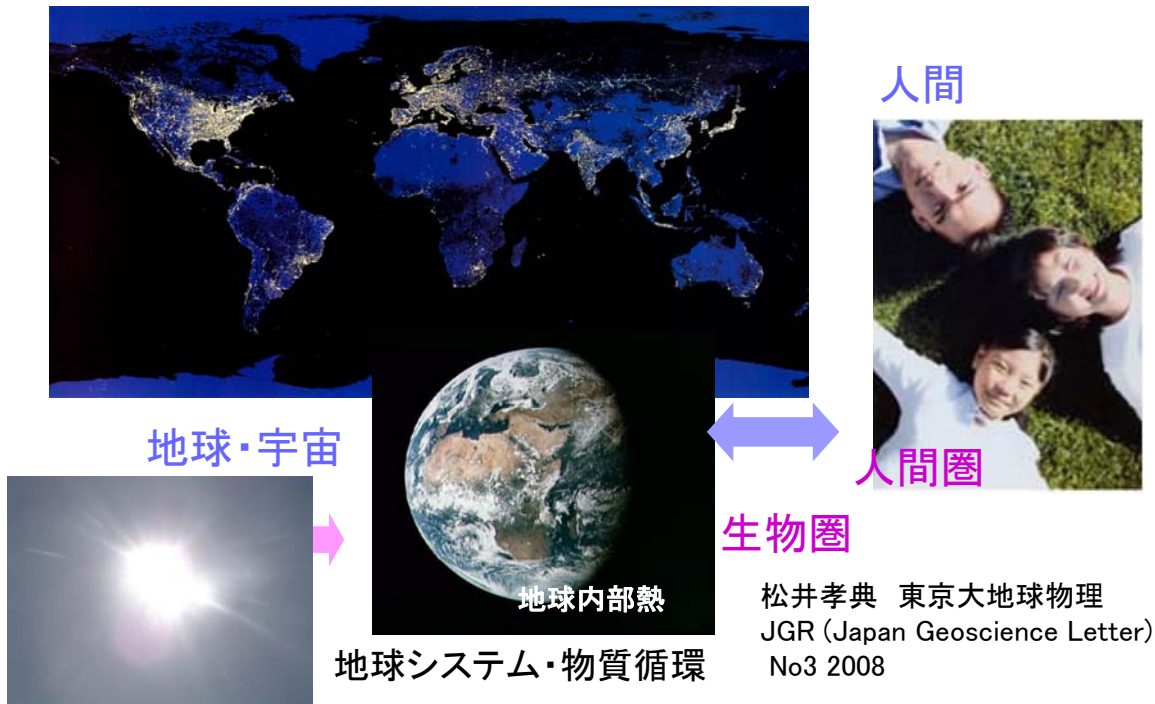 人間
地球・宇宙
人間圏
生物圏
地球内部熱
地球システム・物質循環
松井孝典 東京大地球物理
JGR (Japan Geoscience Letter)
No3 2008